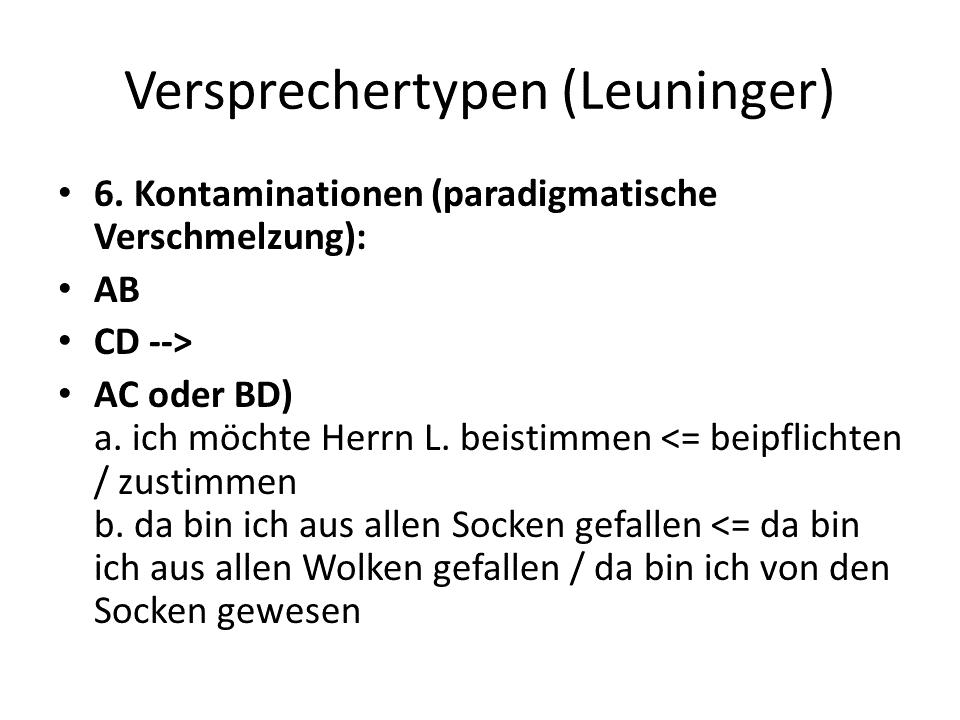 Versprechertypen (Leuninger)
• 6. Kontaminationen (paradigmatische
Verschmelzung):
• AB
• CD -->
• AC oder BD)
a. ich möchte Herrn L. beistimmen <= beipflichten
/ zustimmen
b. da bin ich aus allen Socken gefallen <= da bin
ich aus allen Wolken gefallen / da bin ich von den
Socken gewesen